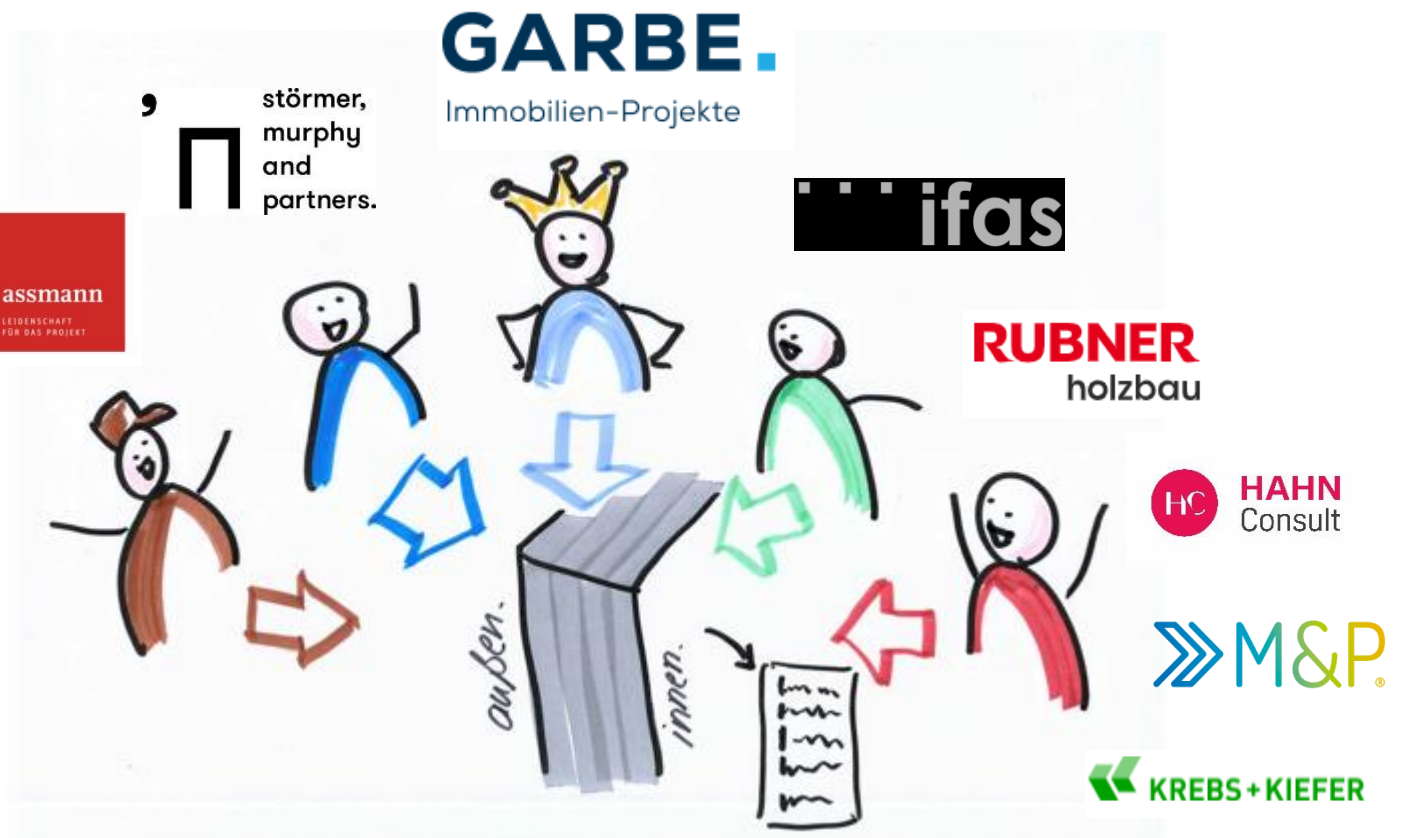 GARBE.
Immobilien-Projekte
störmer,
murphy
and
partners.
ifas
assmann
LEIDENSCHAFT
FÜR DAS PROJEKT
RUBNER
holzbau
HC
HAHN
Consult
außen.
innen.
M&P®
KREBS+KIEFER